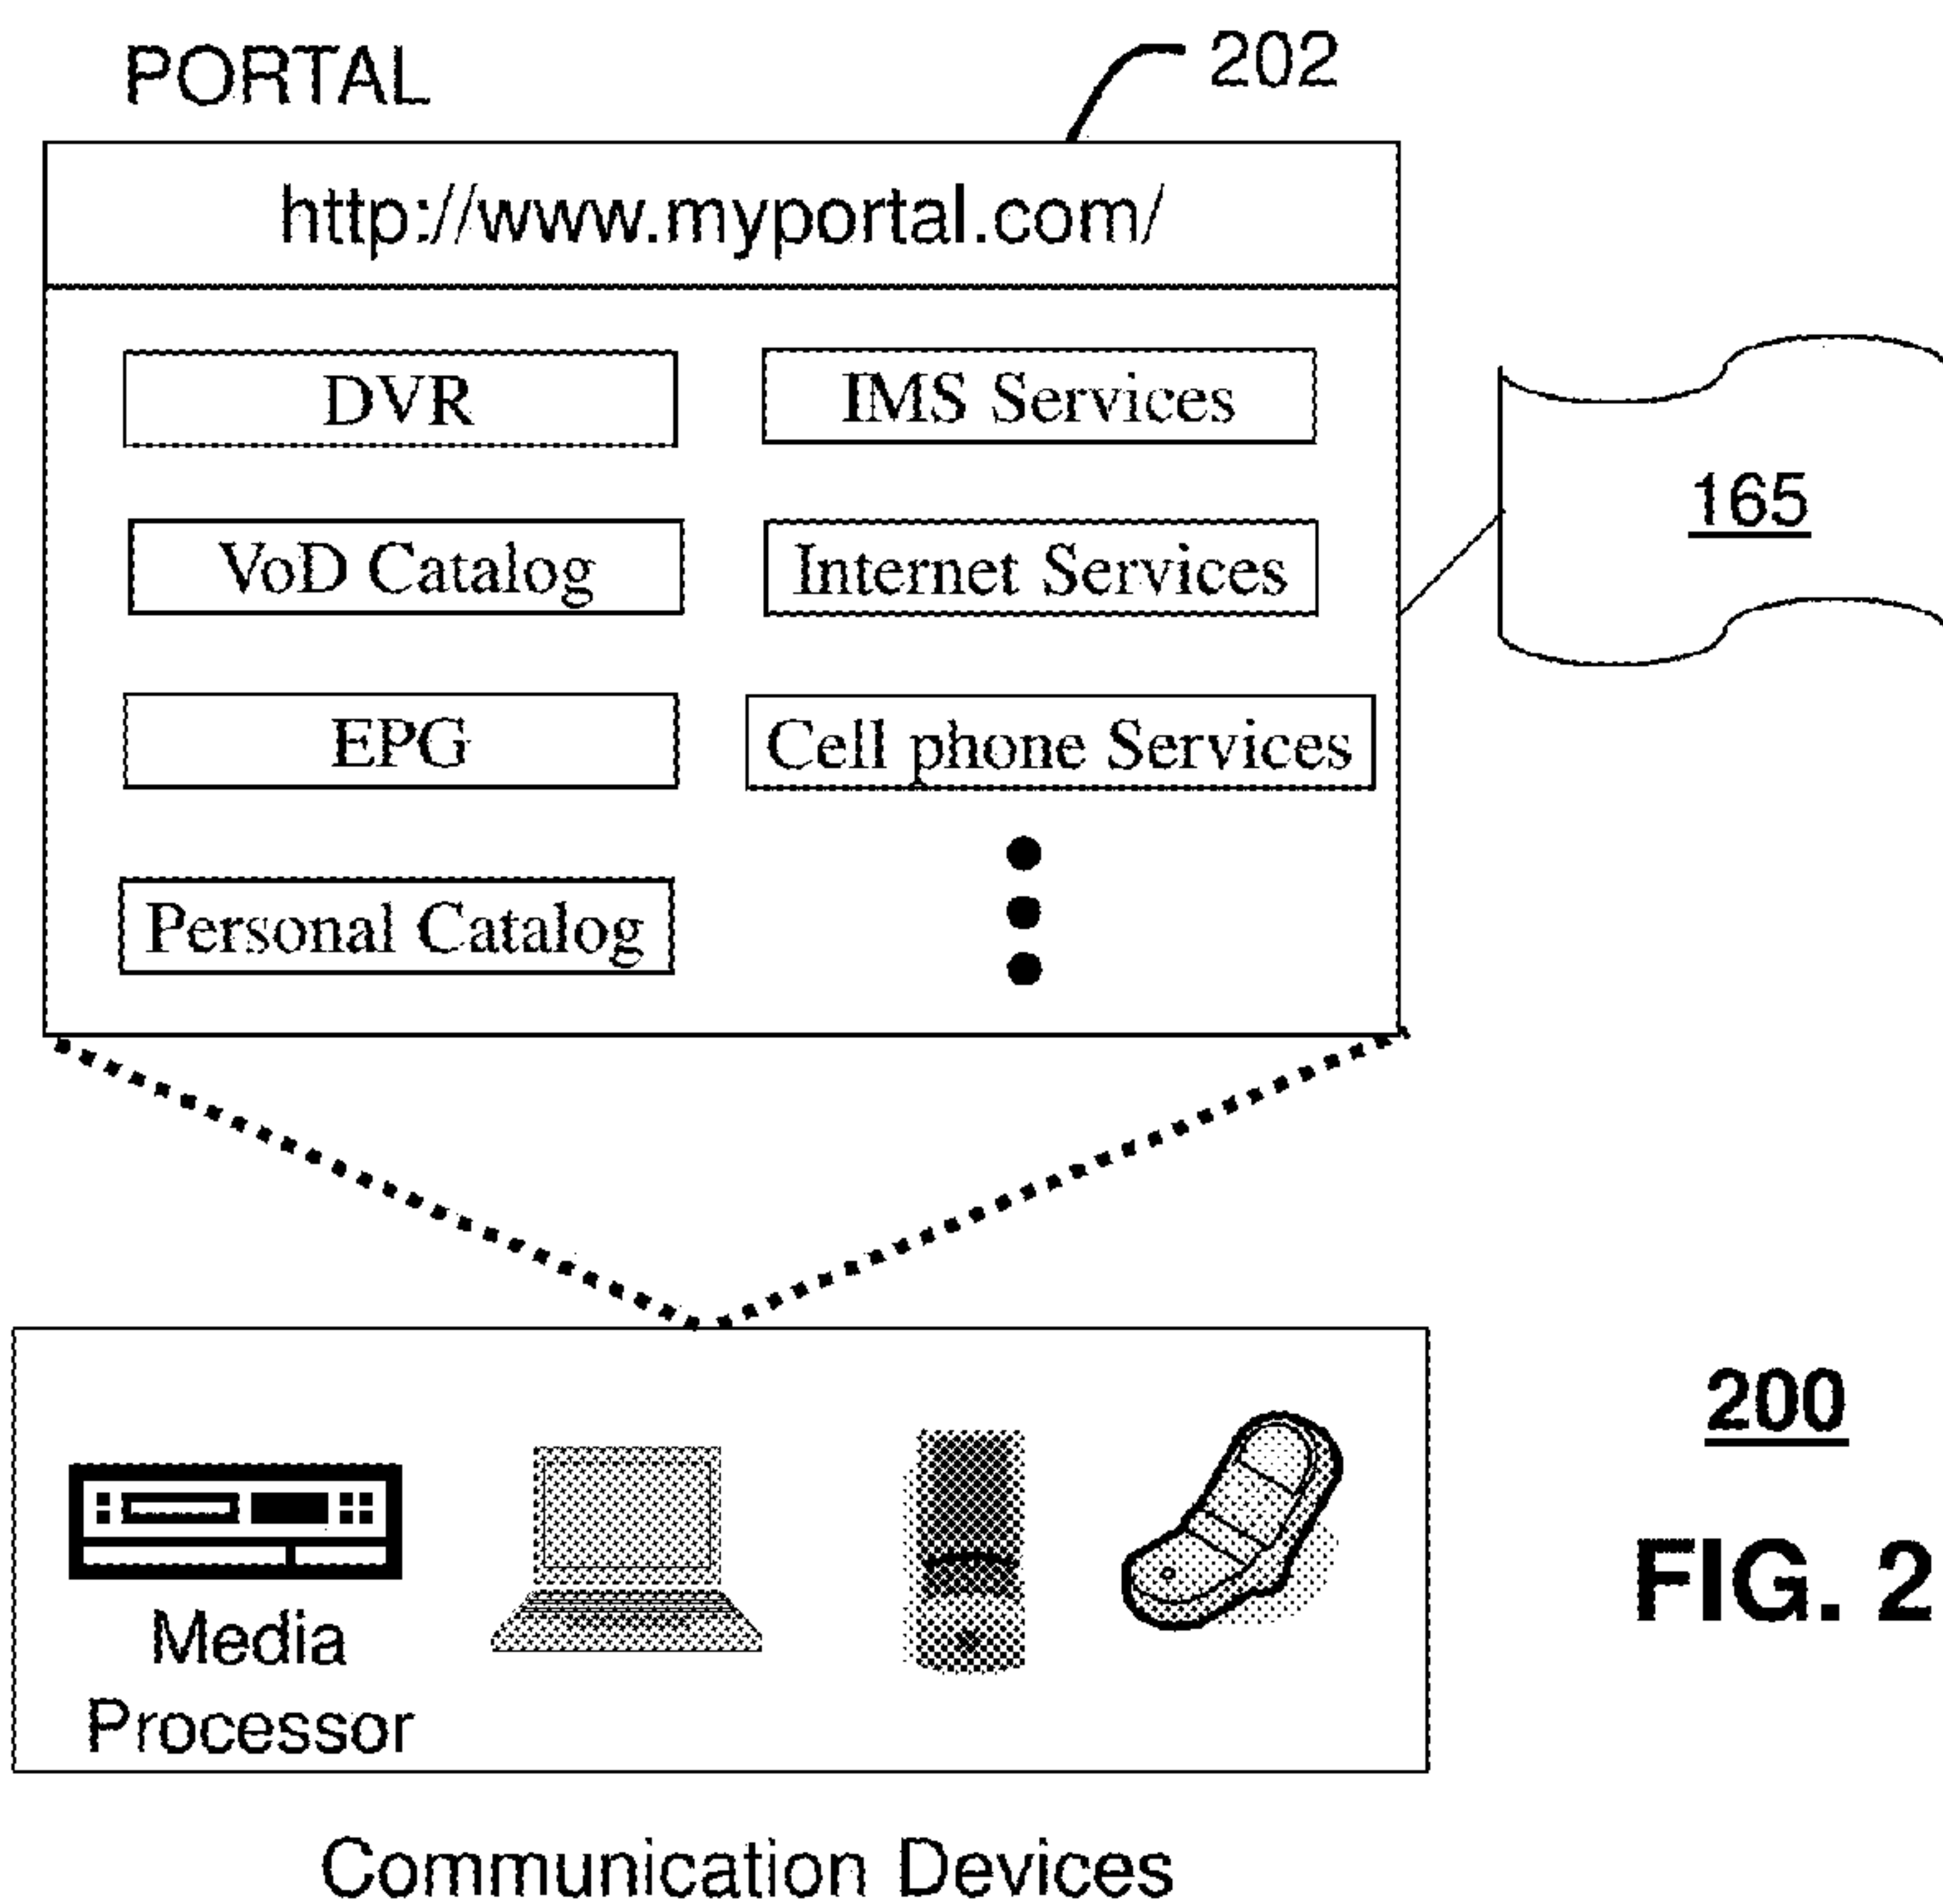 PORTAL
202
http://www.myportal.com/
DVR
IMS Services
VoD Catalog
Internet Services
165
EPG
Cell phone Services
Personal Catalog
200
FIG. 2
Media
Processor
Communication Devices